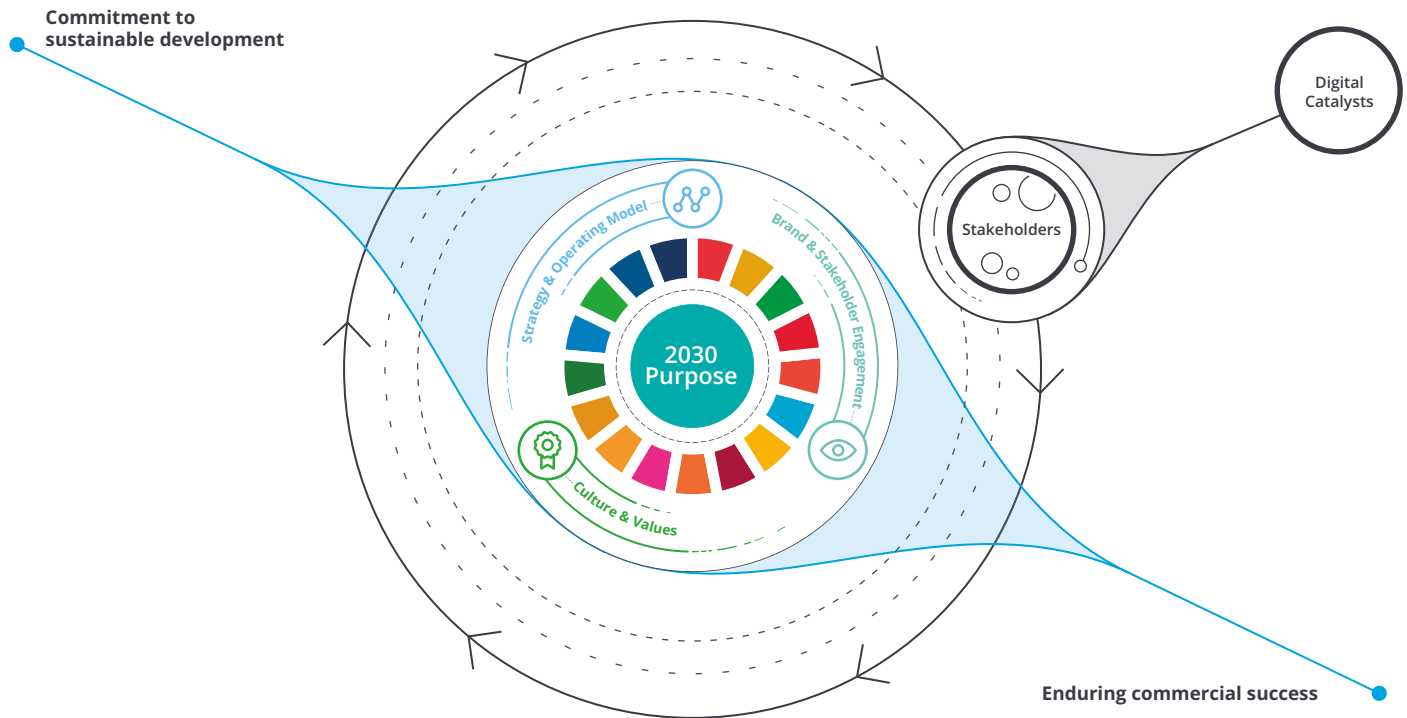 Commitment to
sustainable development
Digital
Catalysts
Stakeholders
Strategy & Operating Model
Brand & Stakeholder Engagement
2030
Purpose
Culture & Values
Enduring commercial success